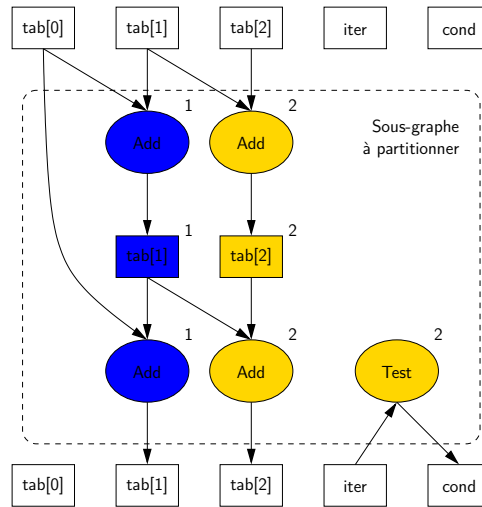 tab[0] tab[1] tab[2] iter cond
1 2
Sous-graphe
à partitionner
Add Add
1 2
tab[1] tab[2]
1 2 2
Add Add Test
tab[0] tab[1] tab[2] iter cond